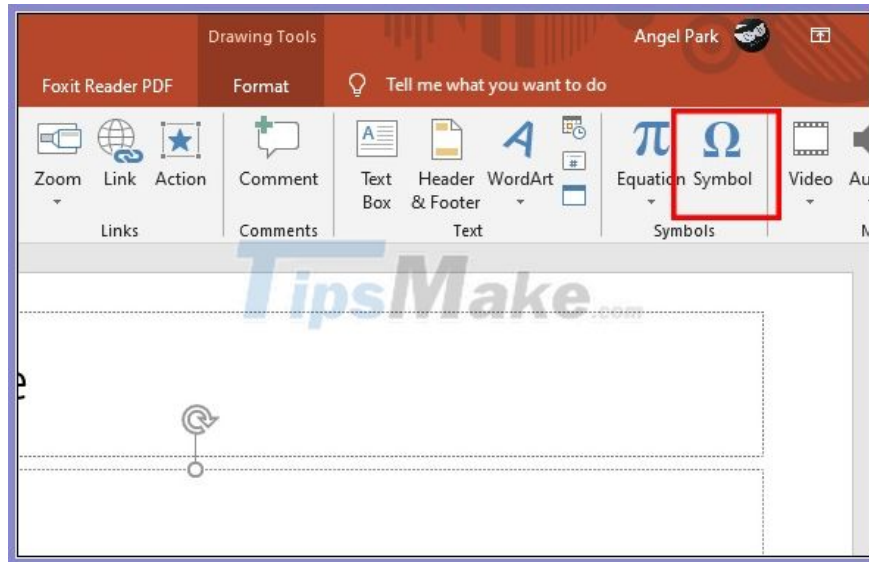 Drawing Tools
Angel Park
Foxit Reader PDF
Format
Tell me what you want to do
Zoom
Link
Action
Comment
Text
Box
Header
& Footer
WordArt
Equation
Symbol
Video
Links
Comments
Text
Symbols
TipsMake.com